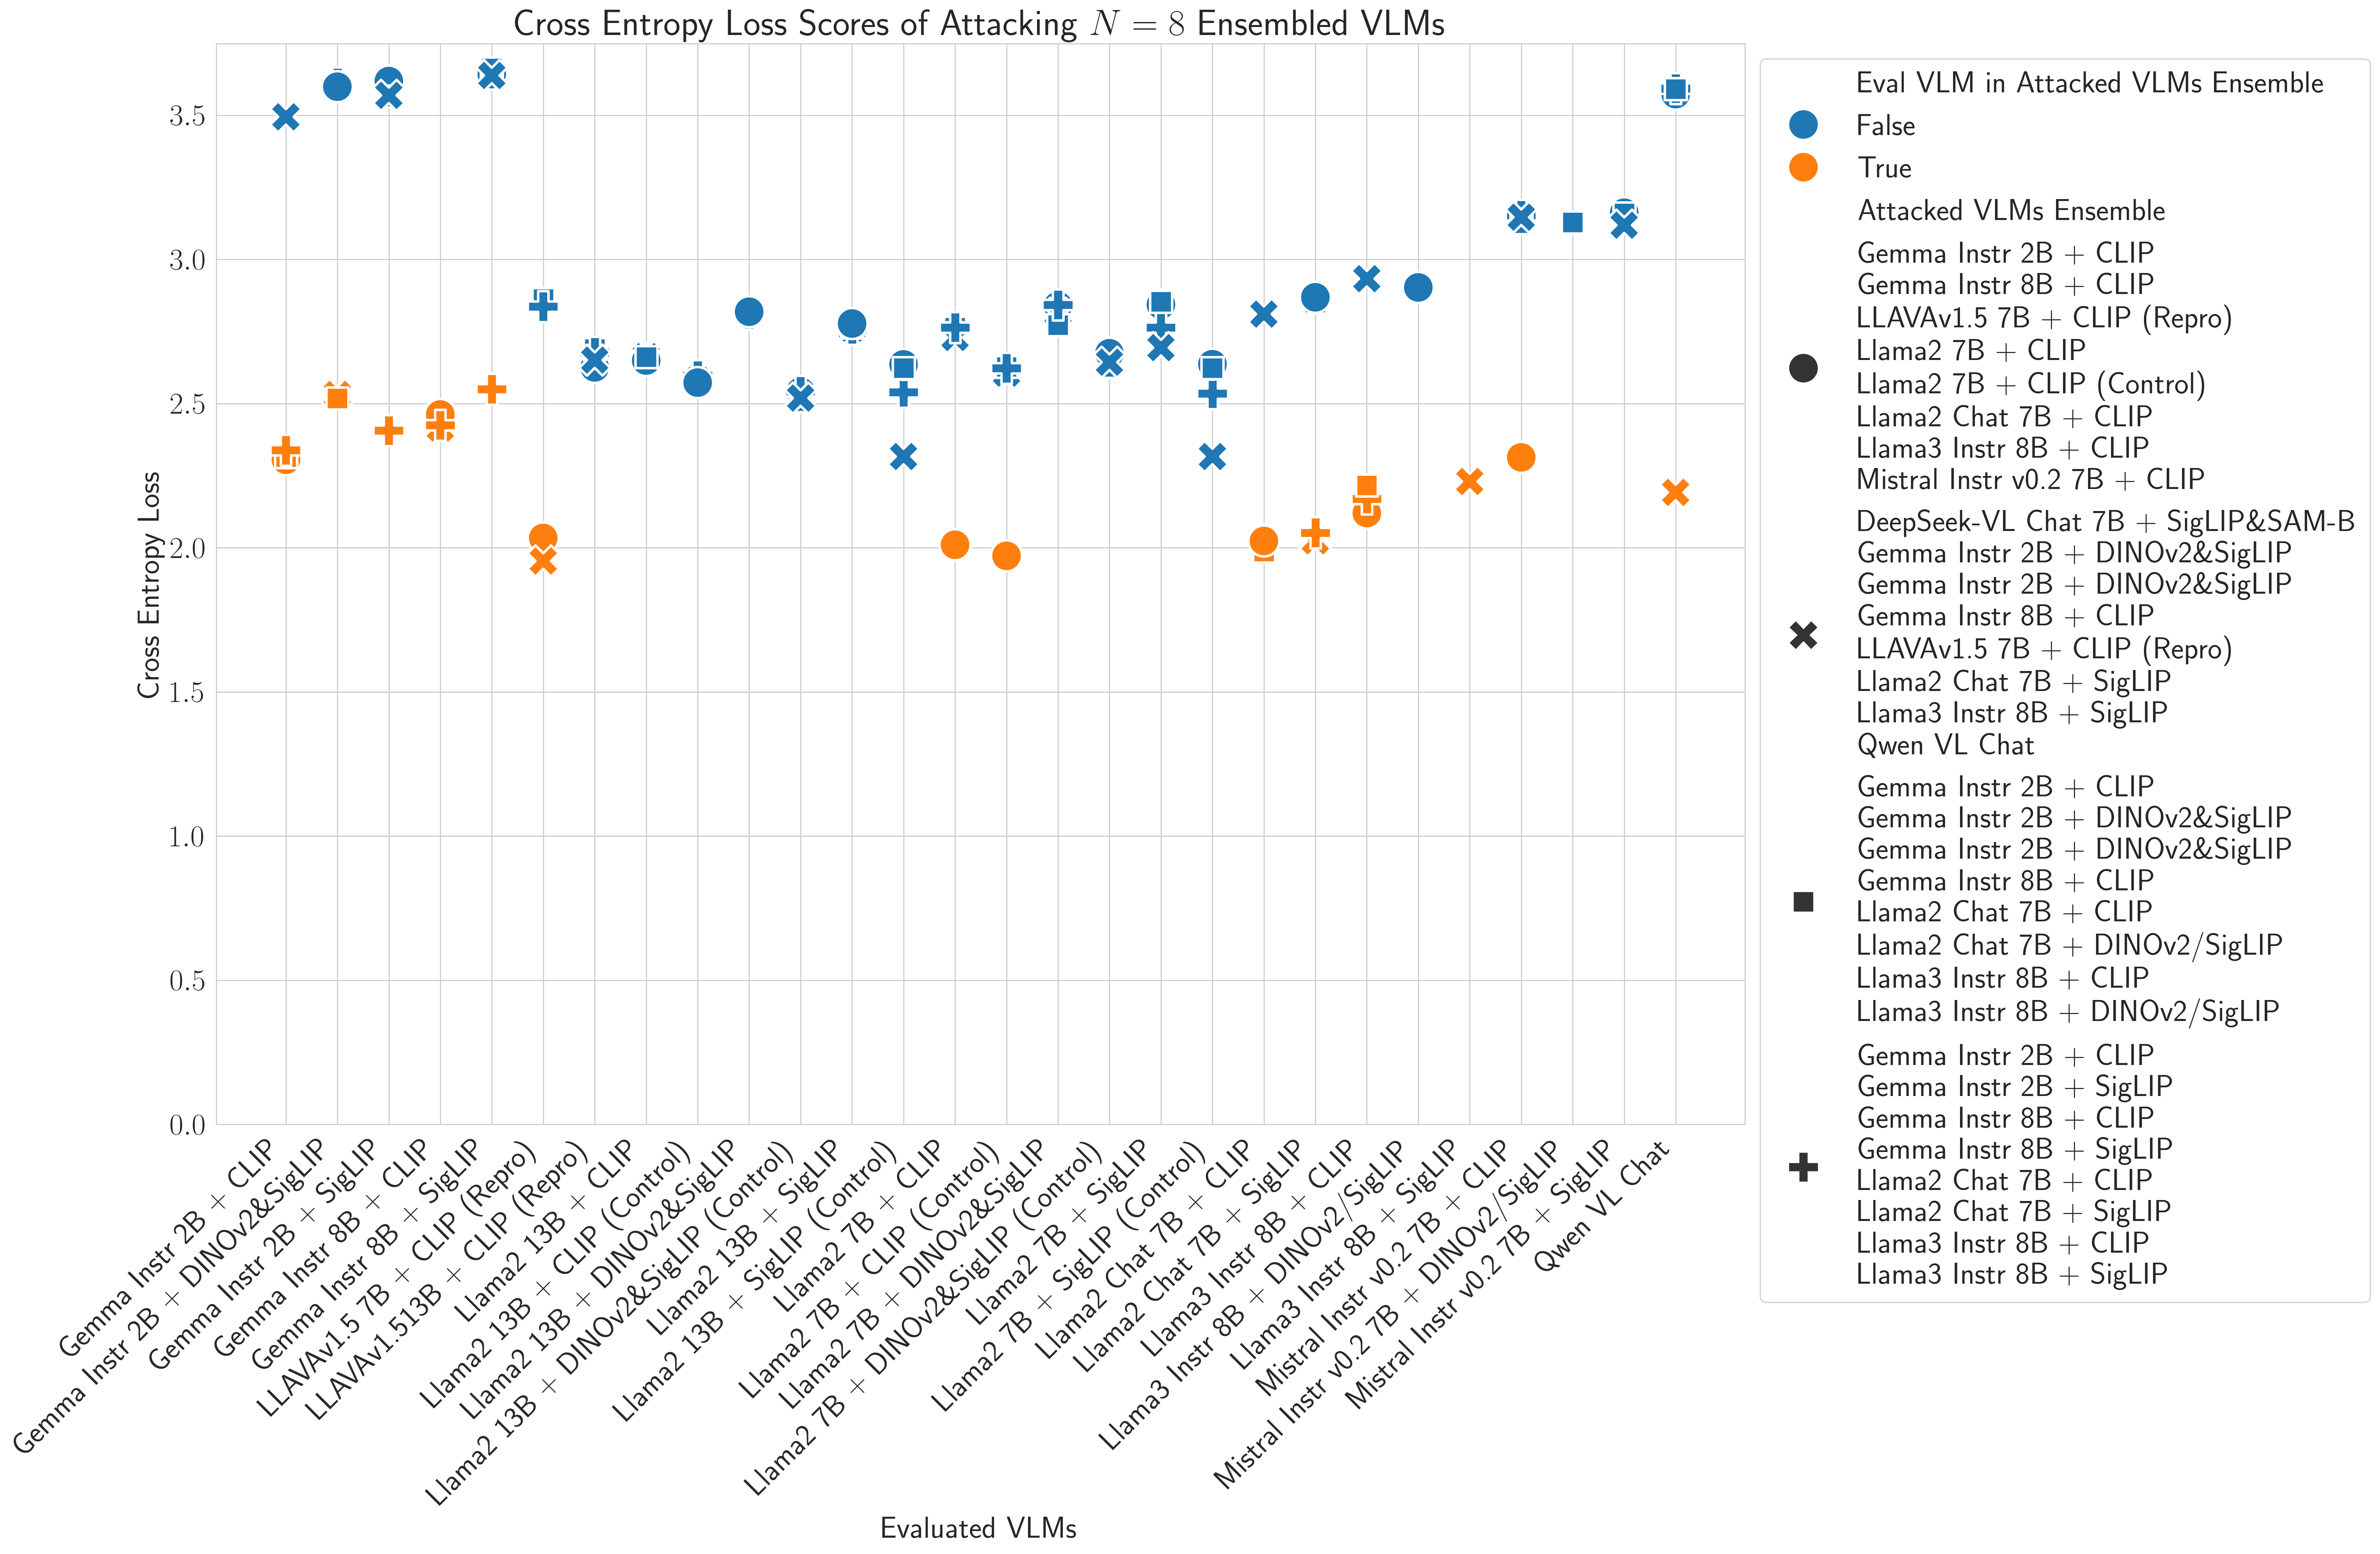 Cross Entropy Loss Scores of Attacking N = 8 Ensembled VLMs
Cross Entropy Loss
3.5
3.0
2.5
2.0
1.5
1.0
0.5
0.0
Gemma Instr 2B + CLIP
Gemma Instr 2B + DINOv2&SigLIP
Gemma Instr 2B + SigLIP
Gemma Instr 8B + CLIP
Gemma Instr 8B + SigLIP
LLAVAv1.5 7B + CLIP (Repro)
LLAVAv1.513B + CLIP (Repro)
Llama2 13B + CLIP
Llama2 13B + CLIP (Control)
Llama2 13B + DINOv2&SigLIP
Llama2 13B + DINOv2&SigLIP (Control)
Llama2 13B + SigLIP
Llama2 13B + SigLIP (Control)
Llama2 7B + CLIP
Llama2 7B + CLIP (Control)
Llama2 7B + DINOv2&SigLIP
Llama2 7B + DINOv2&SigLIP (Control)
Llama2 7B + SigLIP
Llama2 7B + SigLIP (Control)
Llama2 Chat 7B + CLIP
Llama2 Chat 7B + SigLIP
Llama3 Instr 8B + CLIP
Llama3 Instr 8B + DINOv2/SigLIP
Llama3 Instr 8B + SigLIP
Mistral Instr v0.2 7B + CLIP
Mistral Instr v0.2 7B + DINOv2/SigLIP
Mistral Instr v0.2 7B + SigLIP
Qwen VL Chat
Evaluated VLMs
Eval VLM in Attacked VLMs Ensemble
False
True
Attacked VLMs Ensemble
Gemma Instr 2B + CLIP
Gemma Instr 8B + CLIP
LLAVAv1.5 7B + CLIP (Repro)
Llama2 7B + CLIP
Llama2 7B + CLIP (Control)
Llama2 Chat 7B + CLIP
Llama3 Instr 8B + CLIP
Mistral Instr v0.2 7B + CLIP
DeepSeek-VL Chat 7B + SigLIP&SAM-B
Gemma Instr 2B + DINOv2&SigLIP
Gemma Instr 2B + DINOv2&SigLIP
Gemma Instr 8B + CLIP
LLAVAv1.5 7B + CLIP (Repro)
Llama2 Chat 7B + SigLIP
Llama3 Instr 8B + SigLIP
Qwen VL Chat
Gemma Instr 2B + CLIP
Gemma Instr 2B + DINOv2&SigLIP
Gemma Instr 2B + DINOv2&SigLIP
Gemma Instr 8B + CLIP
Llama2 Chat 7B + CLIP
Llama2 Chat 7B + DINOv2/SigLIP
Llama3 Instr 8B + CLIP
Llama3 Instr 8B + DINOv2/SigLIP
Gemma Instr 2B + CLIP
Gemma Instr 2B + SigLIP
Gemma Instr 8B + CLIP
Gemma Instr 8B + SigLIP
Llama2 Chat 7B + CLIP
Llama2 Chat 7B + SigLIP
Llama3 Instr 8B + CLIP
Llama3 Instr 8B + SigLIP